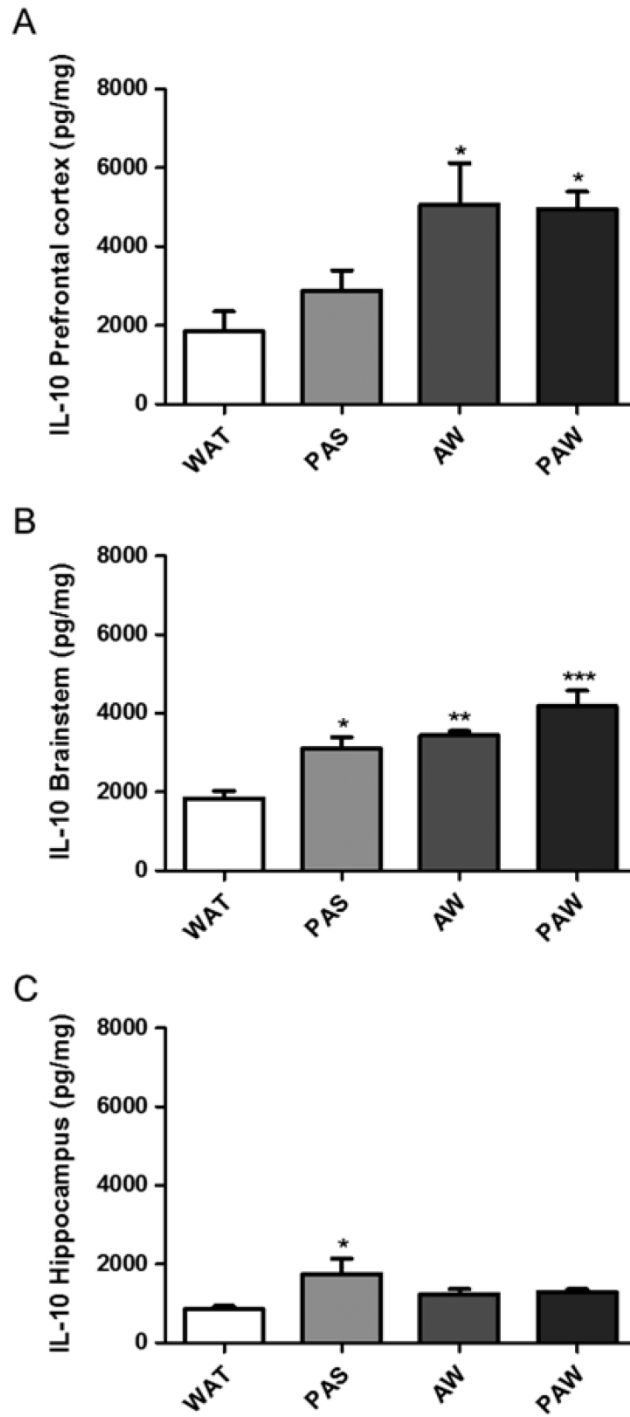 A
IL-10 Prefrontal cortex (pg/mg)
8000
6000
4000
2000
0
*
*
WAT
PAS
AW
PAW
B
IL-10 Brainstem (pg/mg)
8000
6000
4000
2000
0
*
**
***
WAT
PAS
AW
PAW
C
IL-10 Hippocampus (pg/mg)
8000
6000
4000
2000
0
*
WAT
PAS
AW
PAW